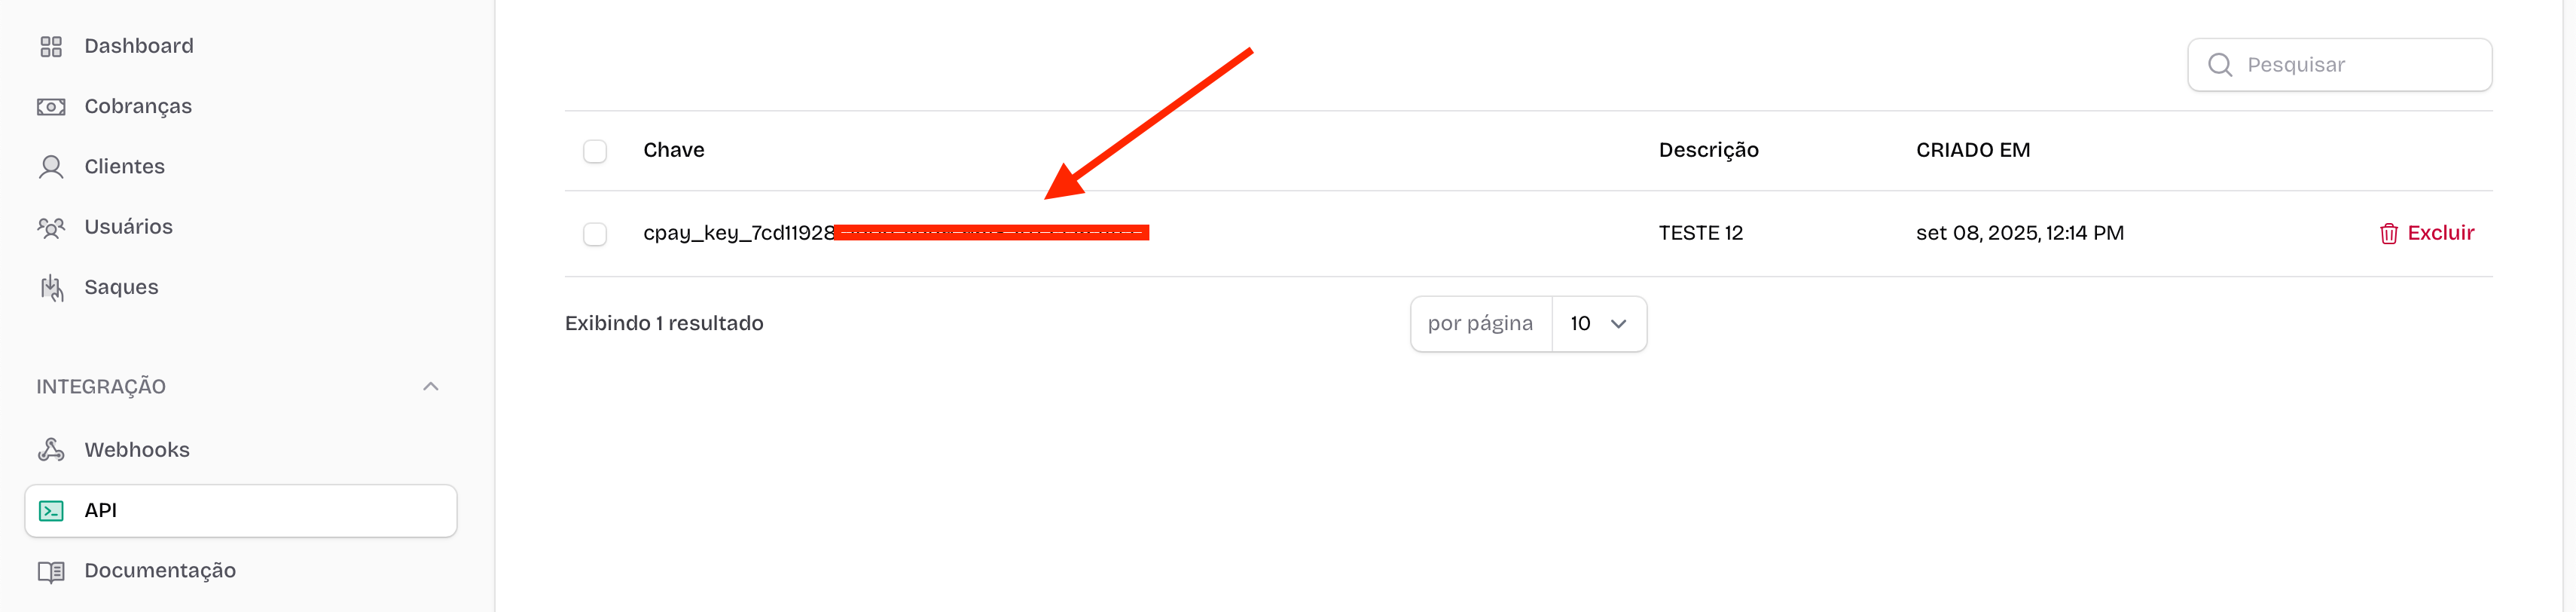 Dashboard
Cobranças
Clientes
Usuários
Saques
INTEGRAÇÃO
Webhooks
API
Documentação
Pesquisar
Chave Descrição CRIADO EM
cpay_key_7cd11928 TESTE 12 set 08, 2025, 12:14 PM Excluir
Exibindo 1 resultado por página 10